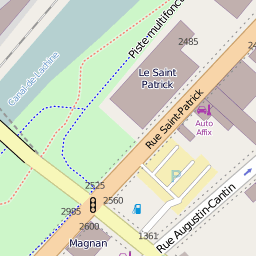 Piste multifonc
2485
Canal de Lachine
Le Saint
Patrick
Rue Saint-Patrick
Auto
Affix
P
2525
2560
2985
2600
Magnan
1361
Rue Augustin-Cantin